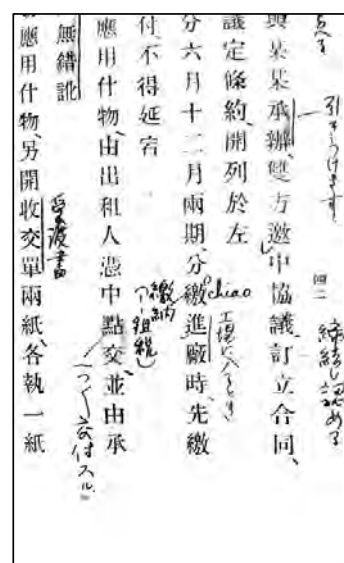 與某某承辦、雙方邀中協議、訂立合同、
議定條約、開列於左
分六月十二月兩期、分繳進廠時、先繳
付、不得延宕
應用什物、由出租人憑中點交、並由承
無錯訛
應用什物、另開收交單兩紙、各執一紙
引きうけます
四二
締結し認める
chiao
工場に入るとき
繳納
受渡書
交付スル